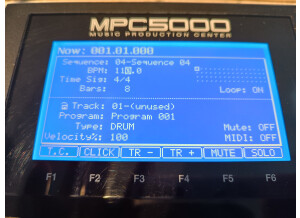 MPC5000
MUSIC PRODUCTION CENTER
Now: 001.01.000
Sequence: 04-Sequence 04
BPM:
Time Sig: 4/4
Bars: 8 Loop: ON
Track: 01-(unused)
Program: Program 001
Type: DRUM Mute: OFF
Velocity%: 100 MIDI: OFF
T.C. CLICK TR - TR + MUTE SOLO
F1 F2 F3 F4 F5 F6